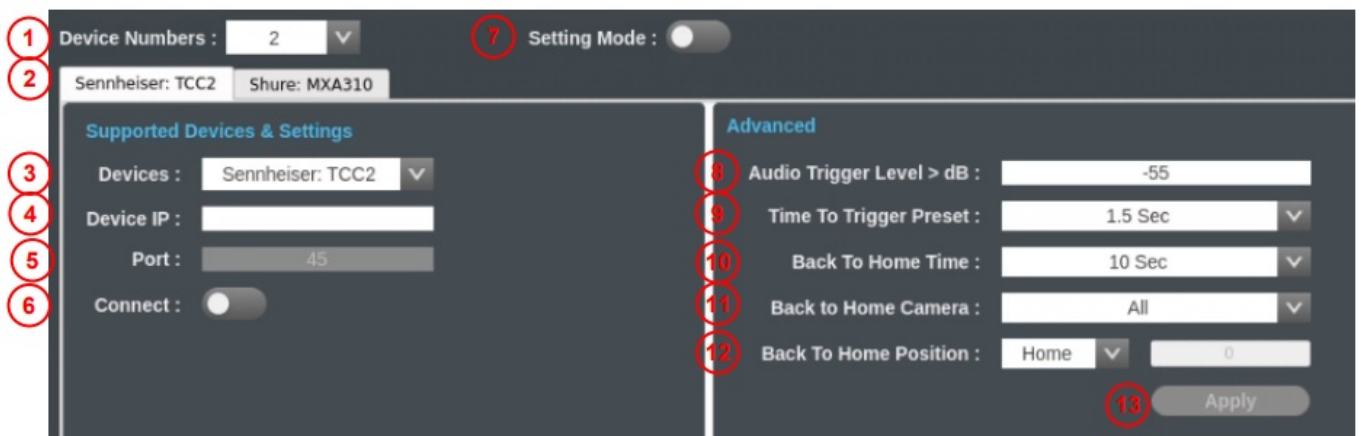 1 Device Numbers : 2 7 Setting Mode :
2 Sennheiser: TCC2 Shure: MXA310
Supported Devices & Settings
3 Devices : Sennheiser: TCC2
4 Device IP :
5 Port : 45
6 Connect :
Advanced
8 Audio Trigger Level > dB : -55
9 Time To Trigger Preset : 1.5 Sec
10 Back To Home Time : 10 Sec
11 Back to Home Camera : All
12 Back To Home Position : Home 0
13 Apply